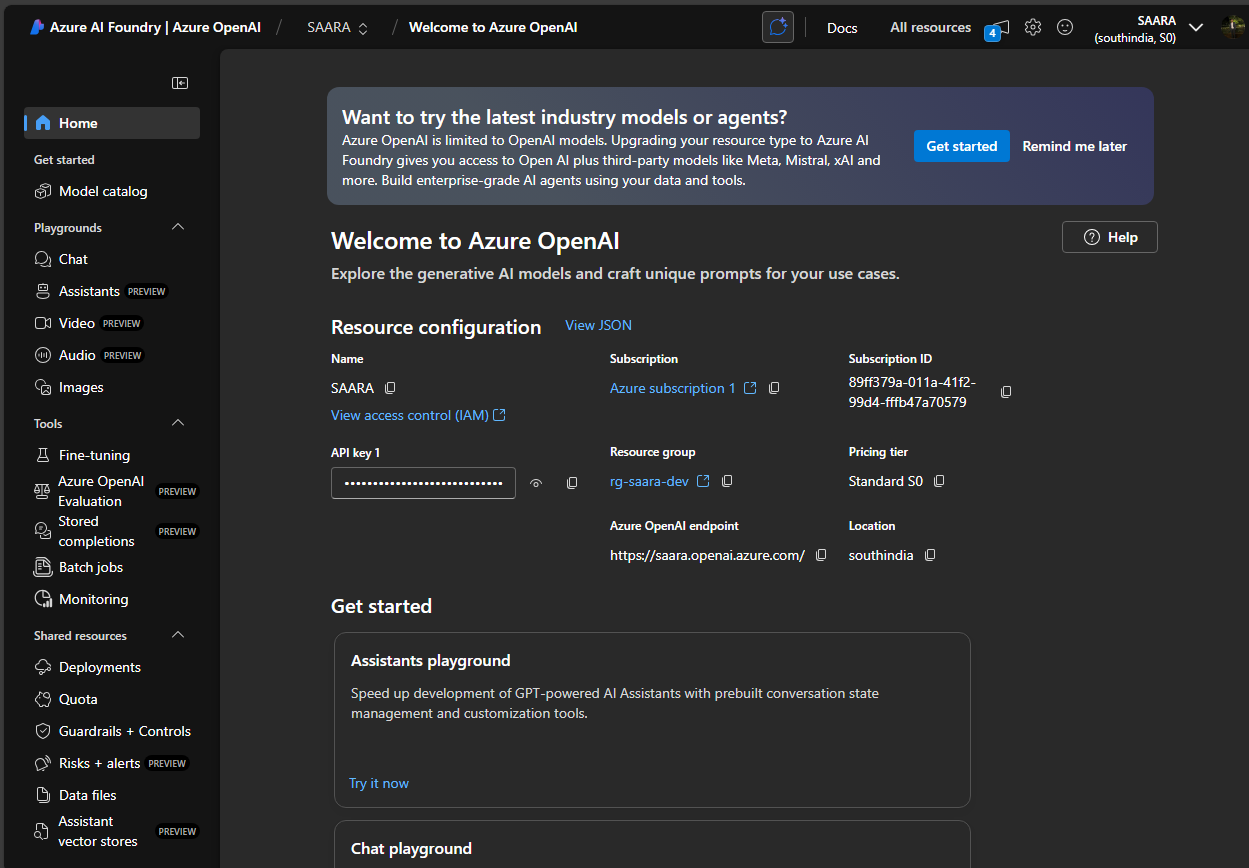 Azure AI Foundry | Azure OpenAI / SAARA / Welcome to Azure OpenAI
Docs
All resources
4
SAARA
(southindia, S0)
Home
Get started
Model catalog
Playgrounds
Chat
Assistants PREVIEW
Video PREVIEW
Audio PREVIEW
Images
Tools
Fine-tuning
Azure OpenAI
Evaluation
PREVIEW
Stored
completions
PREVIEW
Batch jobs
Monitoring
Shared resources
Deployments
Quota
Guardrails + Controls
Risks + alerts PREVIEW
Data files
Assistant
vector stores
PREVIEW
Want to try the latest industry models or agents?
Azure OpenAI is limited to OpenAI models. Upgrading your resource type to Azure AI
Foundry gives you access to Open AI plus third-party models like Meta, Mistral, xAI and
more. Build enterprise-grade AI agents using your data and tools.
Get started
Remind me later
Welcome to Azure OpenAI
Help
Explore the generative AI models and craft unique prompts for your use cases.
Resource configuration
View JSON
Name
SAARA
View access control (IAM)
API key 1
Subscription
Azure subscription 1
Subscription ID
89ff379a-011a-41f2-
99d4-fffb47a70579
Resource group
rg-saara-dev
Pricing tier
Standard S0
Azure OpenAI endpoint
https://saara.openai.azure.com/
Location
southindia
Get started
Assistants playground
Speed up development of GPT-powered AI Assistants with prebuilt conversation state
management and customization tools.
Try it now
Chat playground